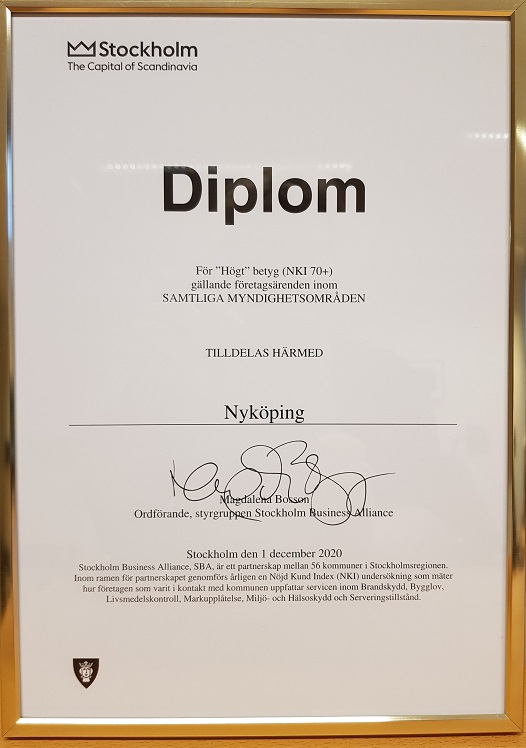 Stockholm
The Capital of Scandinavia
Diplom
För ”Högt” betyg (NKI 70+)
gällande företagsärenden inom
SAMTLIGA MYNDIGHETSOMRÅDEN
TILLDELAS HÄRMED
Nyköping
Magdalena Bosson
Ordförande, styrgruppen Stockholm Business Alliance
Stockholm den 1 december 2020
Stockholm Business Alliance, SBA, är ett partnerskap mellan 56 kommuner i Stockholmsregionen.
Inom ramen för partnerskapet genomförs årligen en Nöjd Kund Index (NKI) undersökning som mäter
hur företagen som varit i kontakt med kommunen uppfattar servicen inom Brandskydd, Bygglov,
Livsmedelskontroll, Markupplåtelse, Miljö- och Hälsoskydd och Serveringstillstånd.